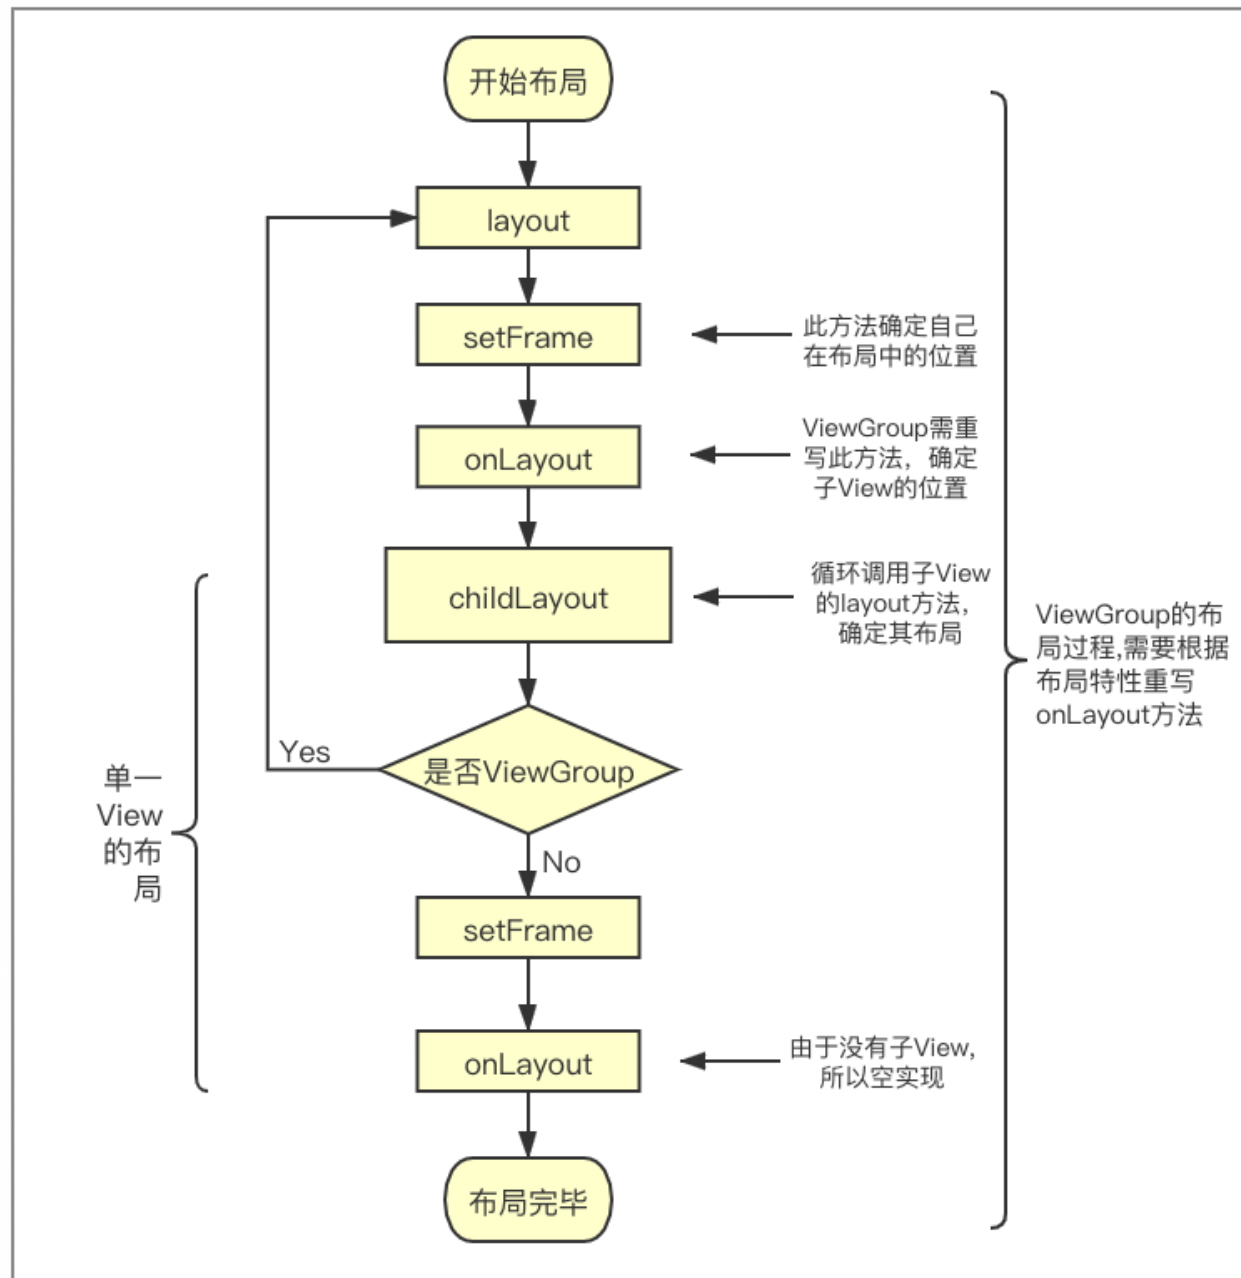 开始布局
layout
setFrame
此方法确定自己
在布局中的位置
onLayout
ViewGroup需重
写此方法，确定
子View的位置
childLayout
循环调用子View
的layout方法，
确定其布局
ViewGroup的布
局过程,需要根据
布局特性重写
onLayout方法
Yes
是否ViewGroup
单一
View
的布
局
No
setFrame
onLayout
由于没有子View,
所以空实现
布局完毕